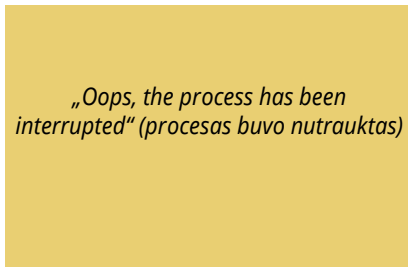 „Oops, the process has been
interrupted“ (procesas buvo nutrauktas)